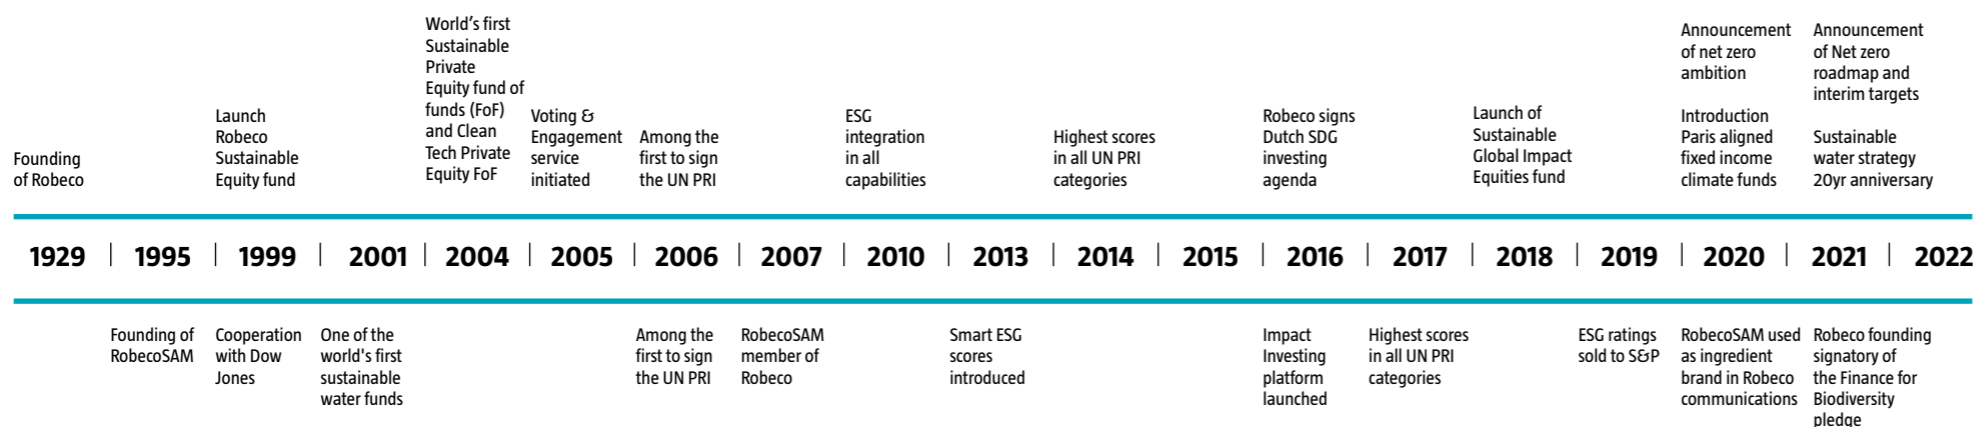 Founding
of Robeco
Launch
Robeco
Sustainable
Equity fund
World's first
Sustainable
Private
Equity fund of
funds (FoF)
and Clean
Tech Private
Equity FoF
Voting &
Engagement
service
initiated
Among the
first to sign
the UN PRI
ESG
integration
in all
capabilities
Highest scores
in all UN PRI
categories
Robeco signs
Dutch SDG
investing
agenda
Launch of
Sustainable
Global Impact
Equities fund
Announcement
of net zero
ambition
Introduction
Paris aligned
fixed income
climate funds
Announcement
of Net zero
roadmap and
interim targets
Sustainable
water strategy
20yr anniversary
1929 | 1995 | 1999 | 2001 | 2004 | 2005 | 2006 | 2007 | 2010 | 2013 | 2014 | 2015 | 2016 | 2017 | 2018 | 2019 | 2020 | 2021 | 2022
Founding of
RobecoSAM
Cooperation
with Dow
Jones
One of the
world's first
sustainable
water funds
Among the
first to sign
the UN PRI
RobecoSAM
member of
Robeco
Smart ESG
scores
introduced
Impact
Investing
platform
launched
Highest scores
in all UN PRI
categories
ESG ratings
sold to S&P
RobecoSAM used
as ingredient
brand in Robeco
communications
Robeco founding
signatory of
the Finance for
Biodiversity
pledge